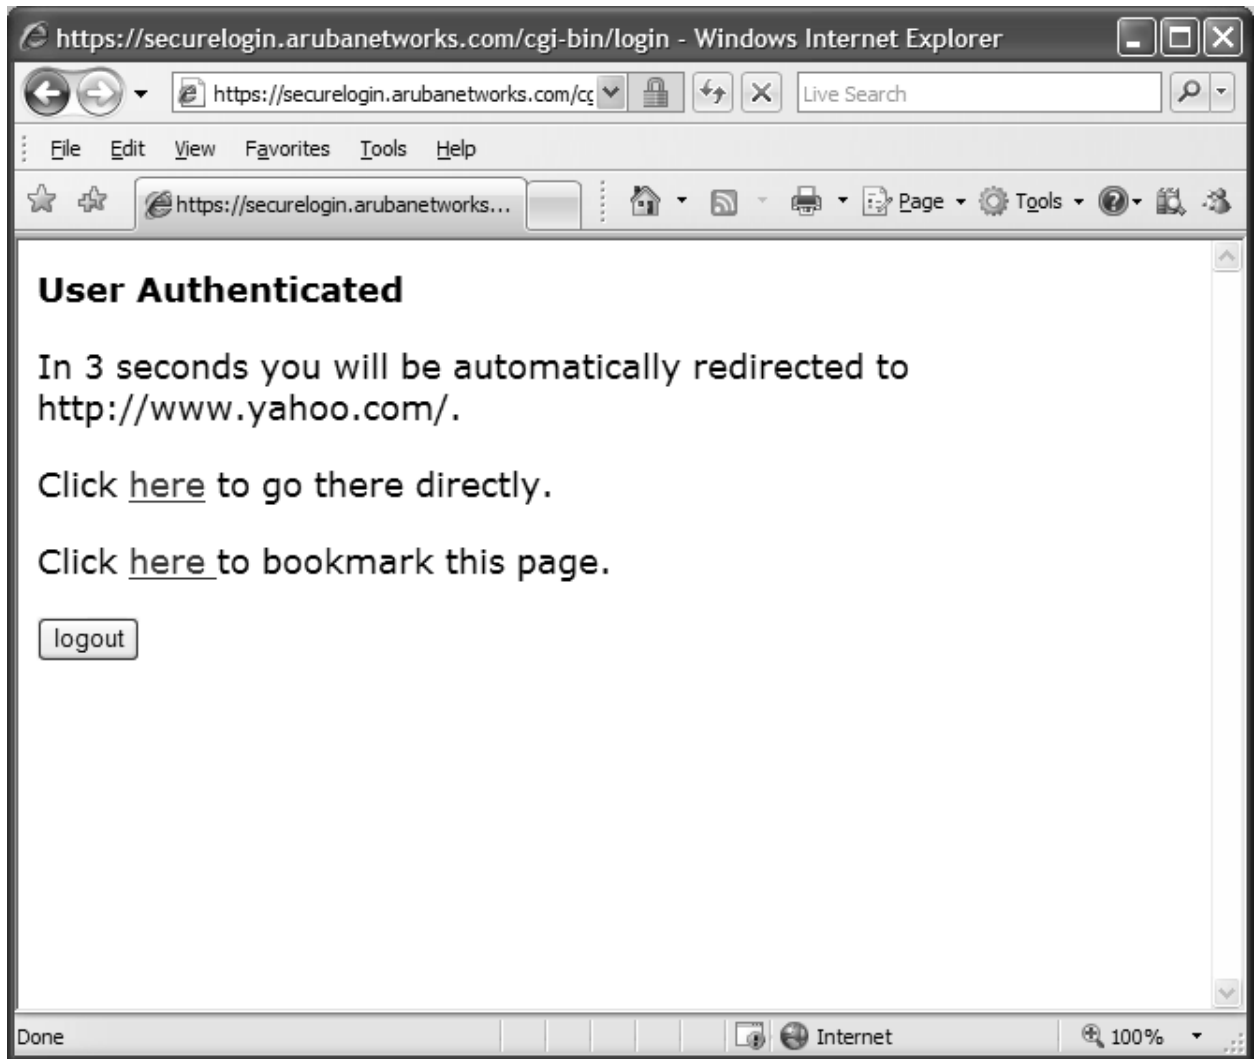 https://securelogin.arubanetworks.com/cgi-bin/login - Windows Internet Explorer
https://securelogin.arubanetworks.com/cg
Live Search
File Edit View Favorites Tools Help
https://securelogin.arubanetworks...
Page Tools
User Authenticated
In 3 seconds you will be automatically redirected to
http://www.yahoo.com/.
Click here to go there directly.
Click here to bookmark this page.
logout
Done Internet 100%